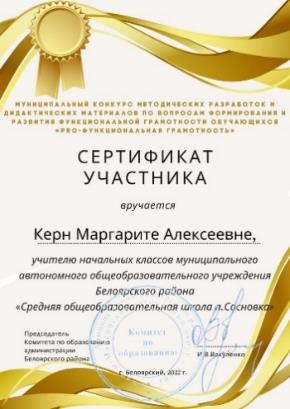 МУНИЦИПАЛЬНЫЙ КОНКУРС МЕТОДИЧЕСКИХ РАЗРАБОТОК И
ДИДАКТИЧЕСКИХ МАТЕРИАЛОВ ПО ВОПРОСАМ ФОРМИРОВАНИЯ И
РАЗВИТИЯ ФУНКЦИОНАЛЬНОЙ ГРАМОТНОСТИ ОБУЧАЮЩИХСЯ
«PRO-ФУНКЦИОНАЛЬНАЯ ГРАМОТНОСТЬ»
СЕРТИФИКАТ
УЧАСТНИКА
вручается
Керн Маргарите Алексеевне,
учителю начальных классов муниципального
автономного общеобразовательного учреждения
Белоярского района
«Средняя общеобразовательная школа п.Сосновка»
Председатель
Комитета по образованию
администрации
Белоярского района
Комитет
по
образованию
г. Белоярский, 2022 г.